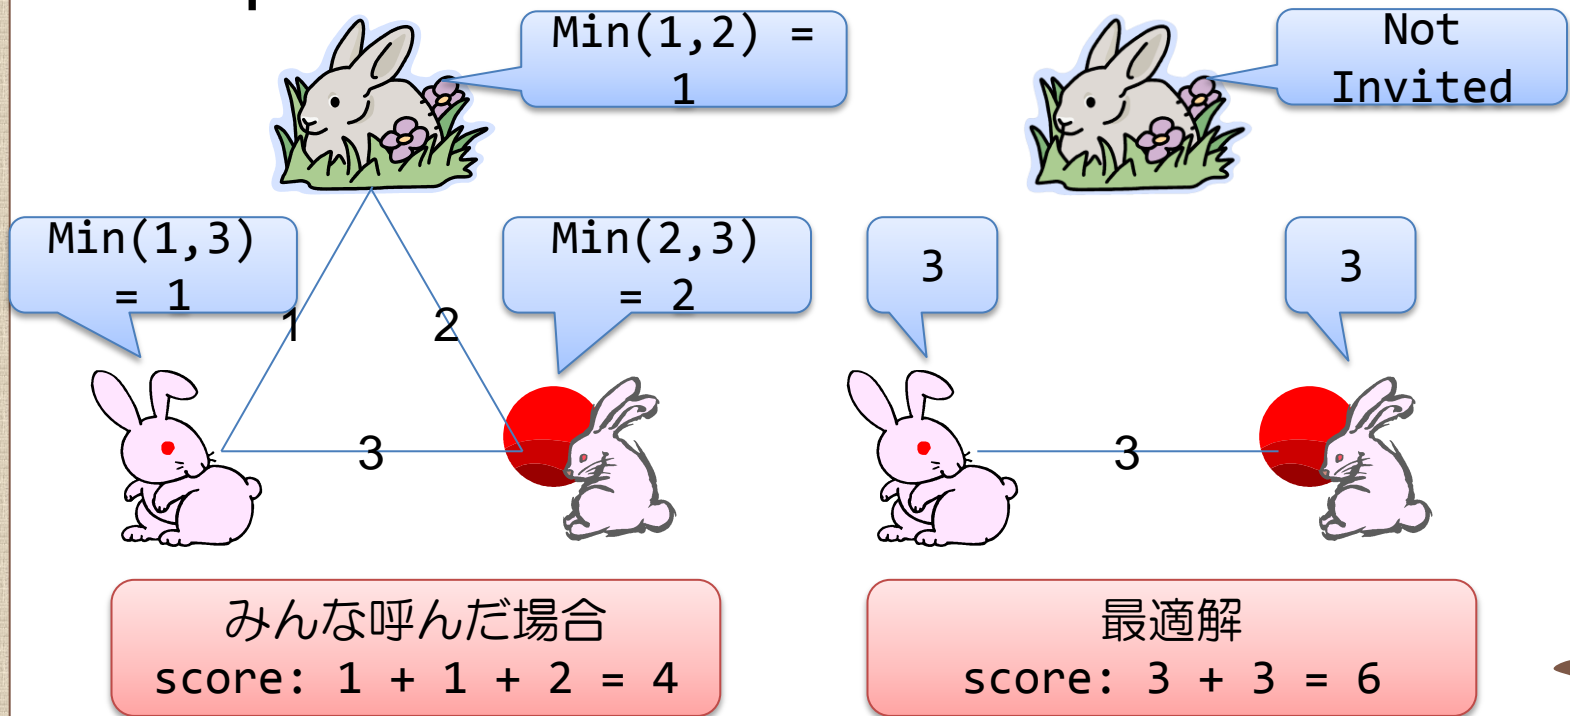 Min(1,2) =
1
Not
Invited
Min(1,3)
= 1
Min(2,3)
= 2
3
3
1
2
3
3
みんな呼んだ場合
score: 1 + 1 + 2 = 4
最適解
score: 3 + 3 = 6